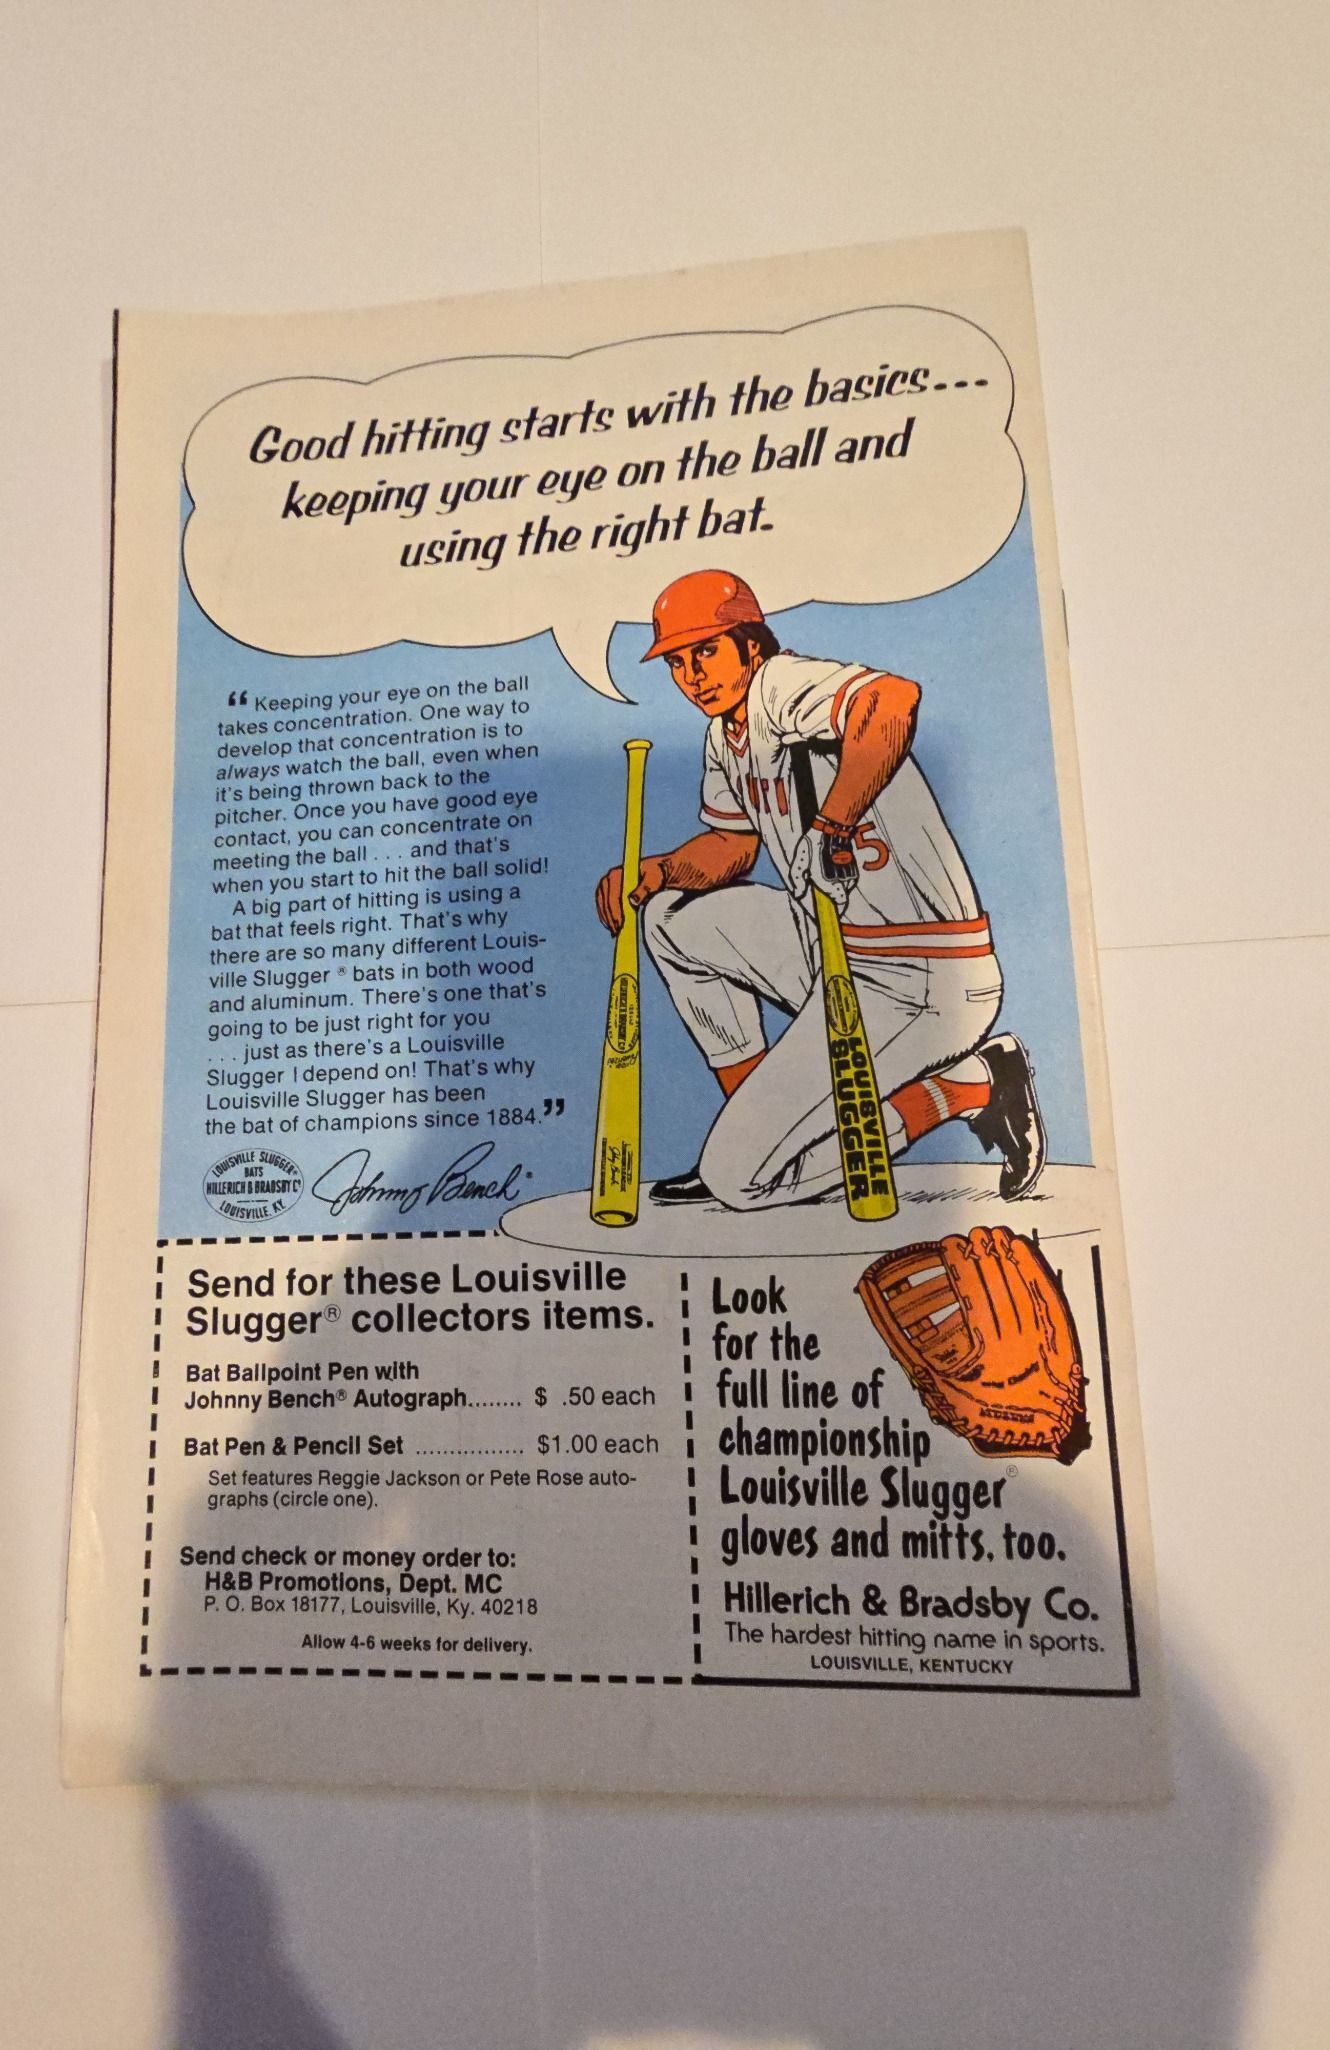 Good hitting starts with the basics...
keeping your eye on the ball and
using the right bat.
“ Keeping your eye on the ball
takes concentration. One way to
develop that concentration is to
always watch the ball, even when
it's being thrown back to the
pitcher. Once you have good eye
contact, you can concentrate on
meeting the ball . . . and that's
when you start to hit the ball solid!
A big part of hitting is using a
bat that feels right. That's why
there are so many different Louis-
ville Slugger ® bats in both wood
and aluminum. There's one that's
going to be just right for you
. . . just as there's a Louisville
Slugger I depend on! That's why
Louisville Slugger has been
the bat of champions since 1884.”
5
LOUISVILLE
SLUGGER
LOUISVILLE SLUGGER®
BATS
HILLERICH & BRADSBY Cº
LOUISVILLE, KY.
Johnny Bench
Send for these Louisville
Slugger® collectors items.
Bat Ballpoint Pen with
Johnny Bench® Autograph........ $ .50 each
Bat Pen & Pencil Set ................ $1.00 each
Set features Reggie Jackson or Pete Rose auto-
graphs (circle one).
Send check or money order to:
H&B Promotions, Dept. MC
P. O. Box 18177, Louisville, Ky. 40218
Allow 4-6 weeks for delivery.
Look
for the
full line of
championship
Louisville Slugger®
gloves and mitts, too.
Hillerich & Bradsby Co.
The hardest hitting name in sports.
LOUISVILLE, KENTUCKY